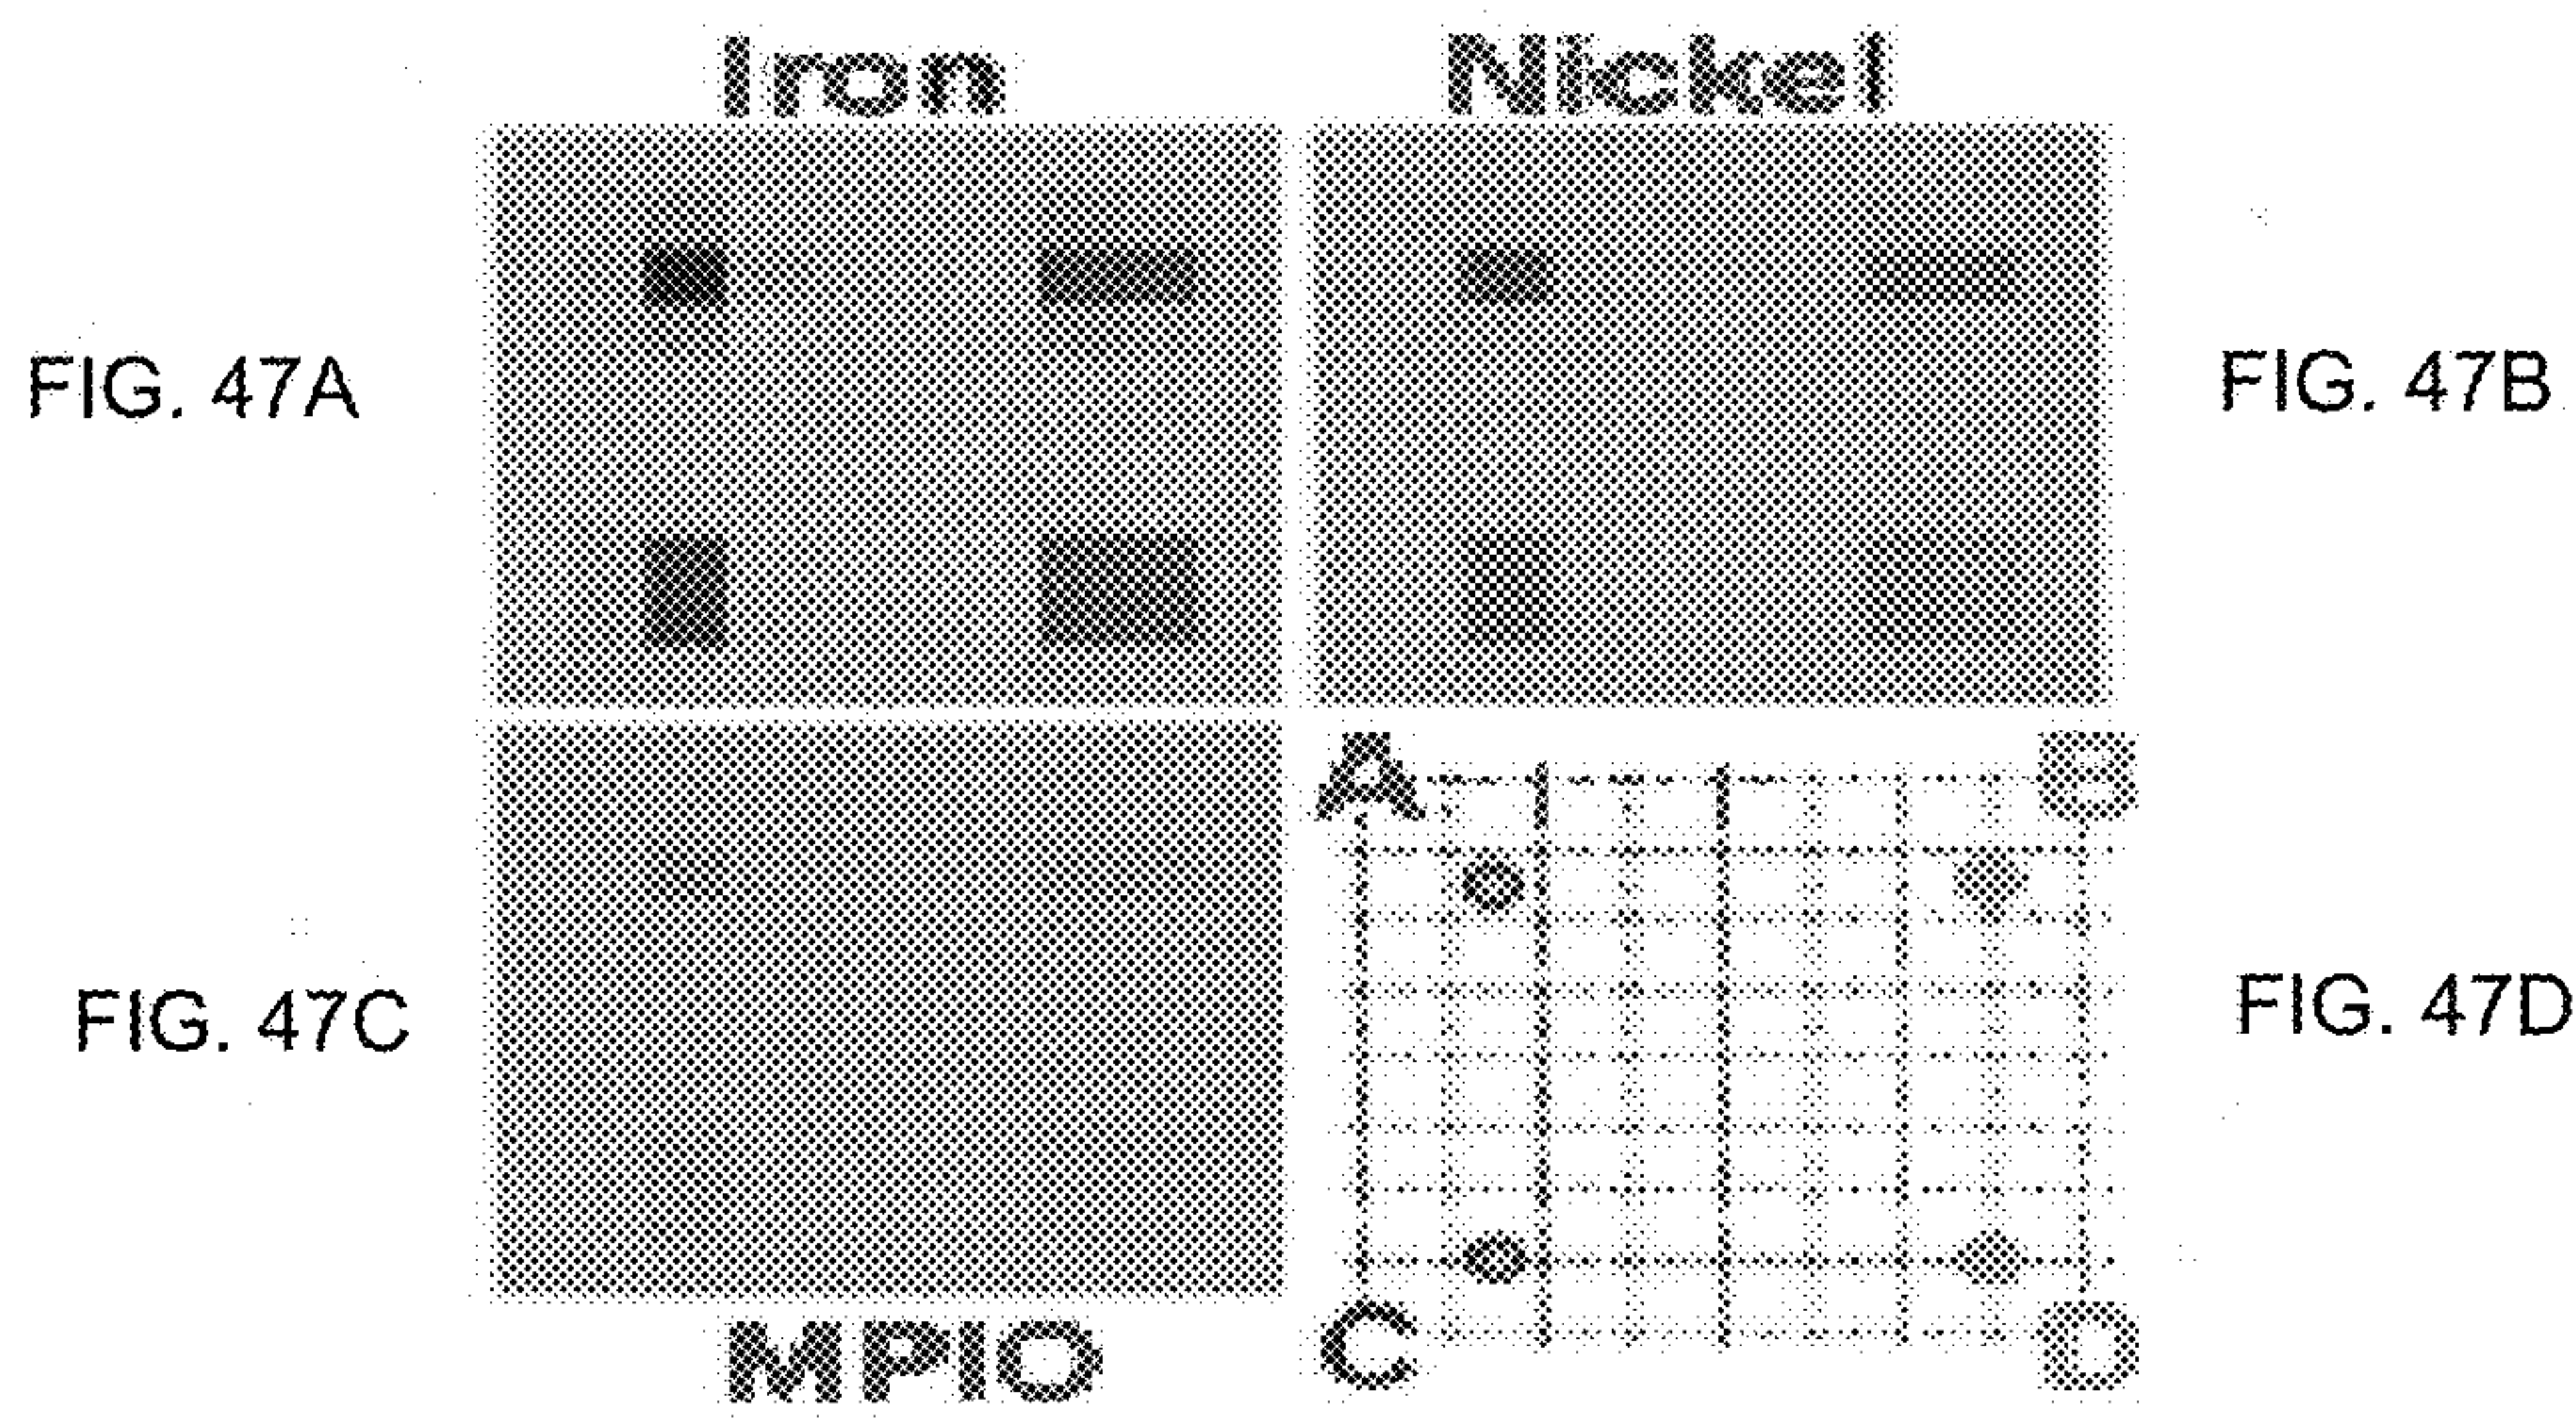 Iron Nickel
FIG. 47A FIG. 47B
A B
FIG. 47C FIG. 47D
C D
MPIO